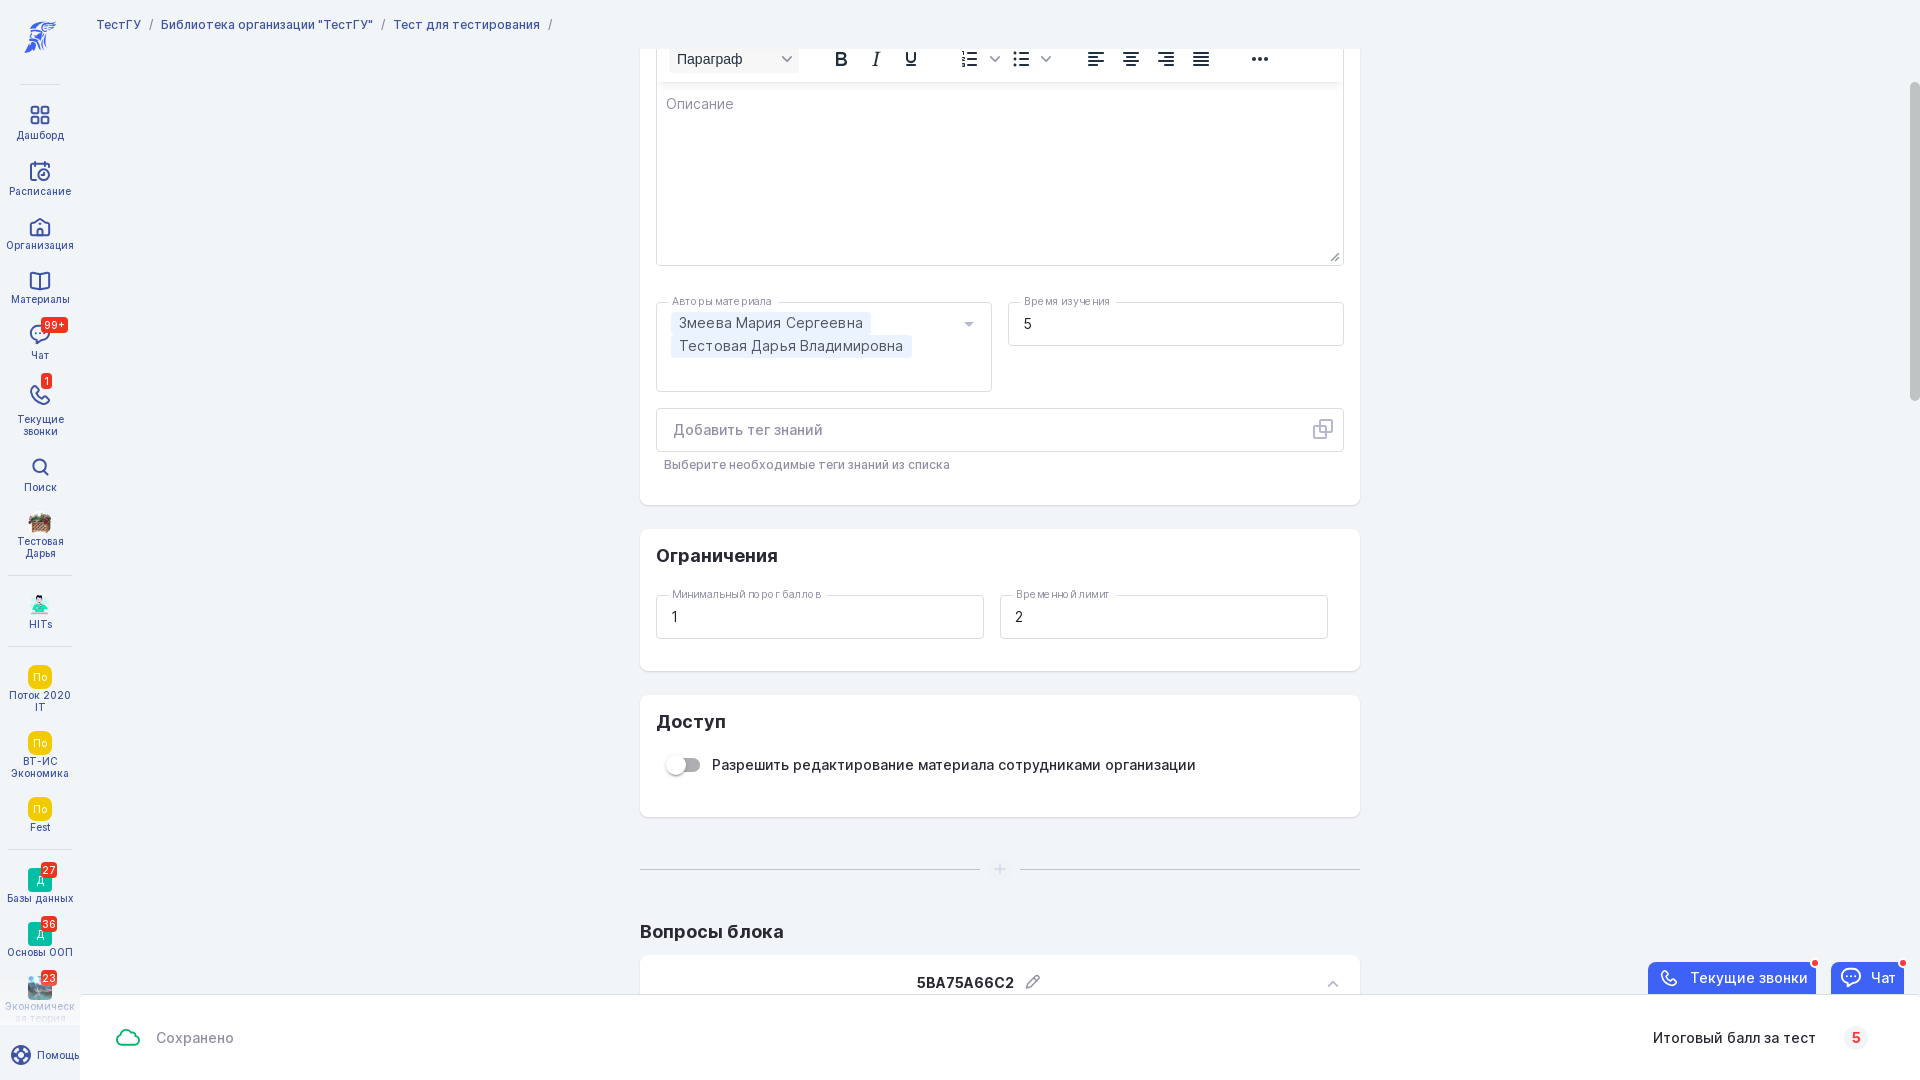 ТестГУ / Библиотека организации "ТестГУ" / Тест для тестирования /
Дашборд
Расписание
Организация
Материалы
99+
Чат
1
Текущие
звонки
Поиск
Тестовая
Дарья
HITs
По
Поток 2020
IT
По
ВТ-ИС
Экономика
По
Fest
27
Д
Базы данных
36
Д
Основы ООП
23
Экономическ
ая теория
Помощь
Параграф
B I U
Описание
Авторы материала
Змеева Мария Сергеевна
Тестовая Дарья Владимировна
Время изучения
5
Добавить тег знаний
Выберите необходимые теги знаний из списка
Ограничения
Минимальный порог баллов
1
Временной лимит
2
Доступ
Разрешить редактирование материала сотрудниками организации
Вопросы блока
5BA75A66C2
Текущие звонки
Чат
Сохранено
Итоговый балл за тест 5